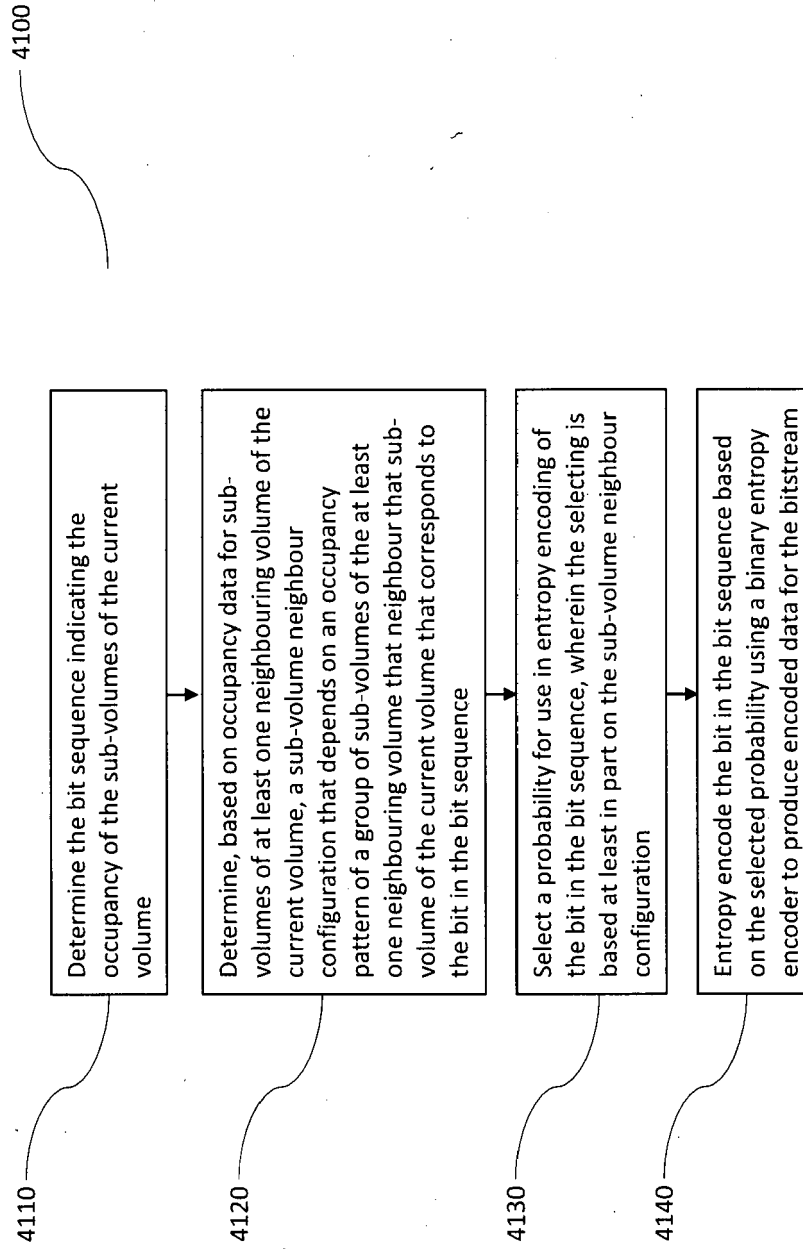 4100
4110
Determine the bit sequence indicating the
occupancy of the sub-volumes of the current
volume
4120
Determine, based on occupancy data for sub-
volumes of at least one neighbouring volume of the
current volume, a sub-volume neighbour
configuration that depends on an occupancy
pattern of a group of sub-volumes of the at least
one neighbouring volume that neighbour that sub-
volume of the current volume that corresponds to
the bit in the bit sequence
4130
Select a probability for use in entropy encoding of
the bit in the bit sequence, wherein the selecting is
based at least in part on the sub-volume neighbour
configuration
4140
Entropy encode the bit in the bit sequence based
on the selected probability using a binary entropy
encoder to produce encoded data for the bitstream